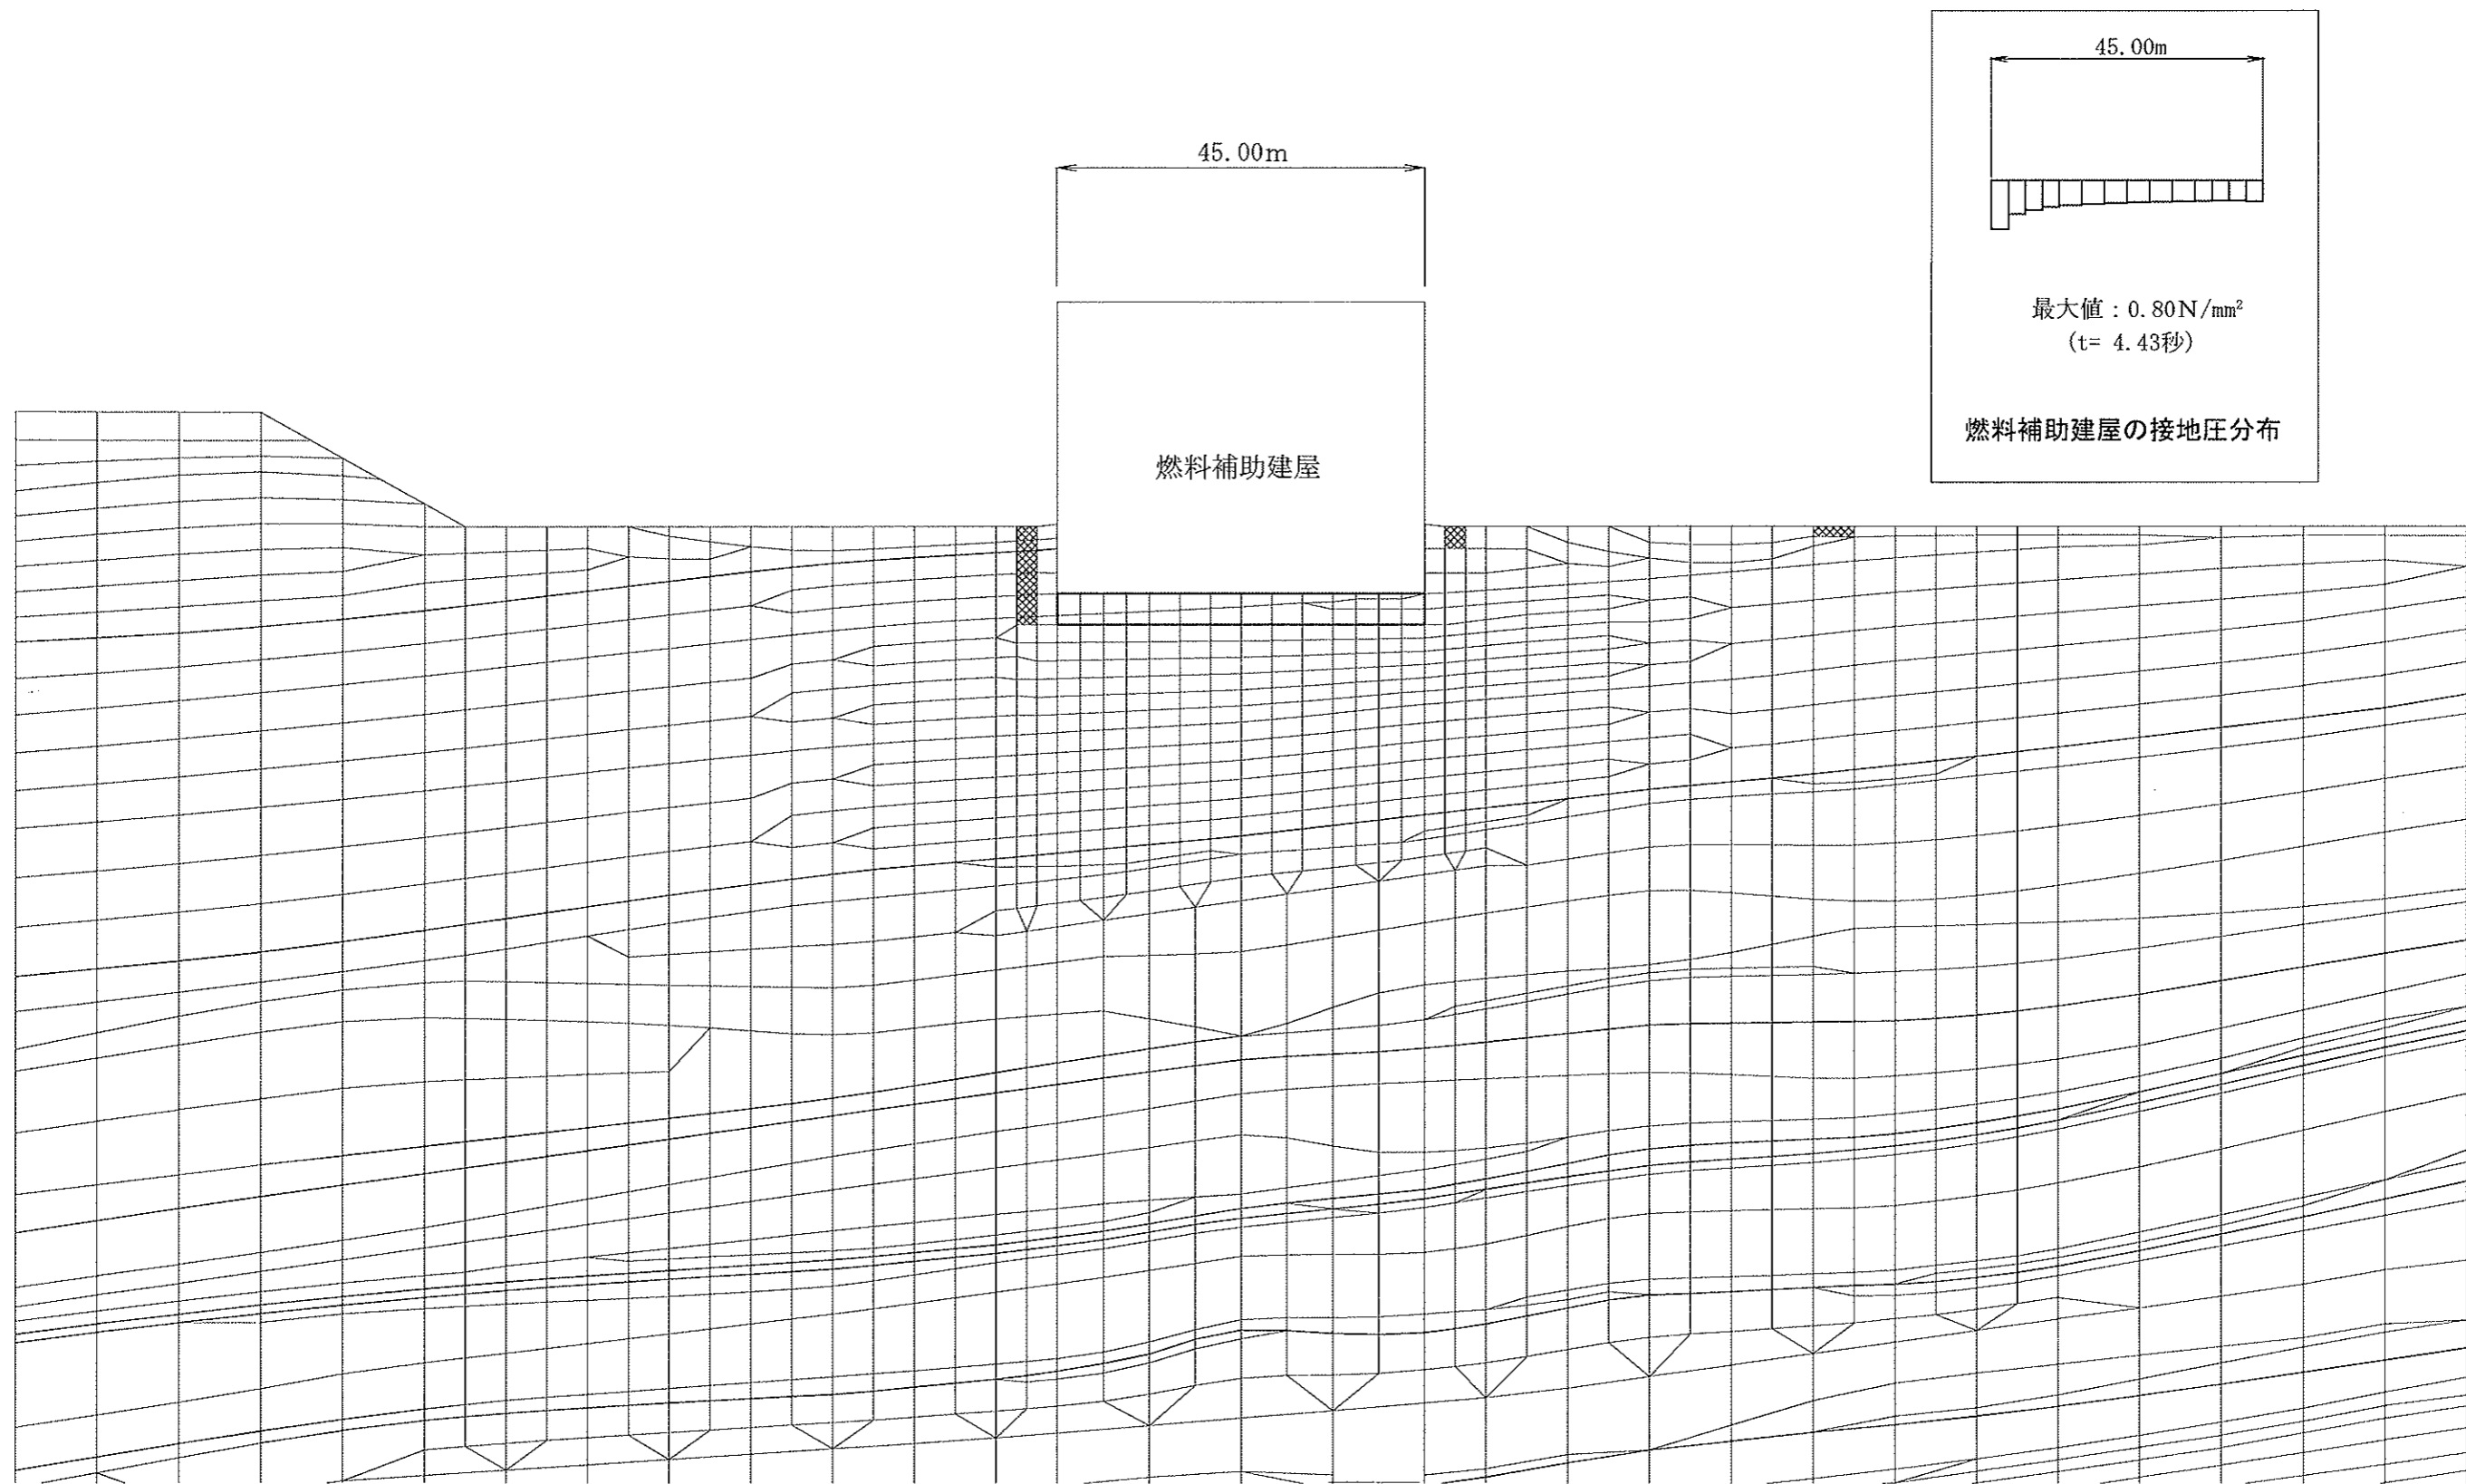 45.00m
燃料補助建屋
45.00m
最大値：0.80N/mm²
(t= 4.43秒)
燃料補助建屋の接地圧分布